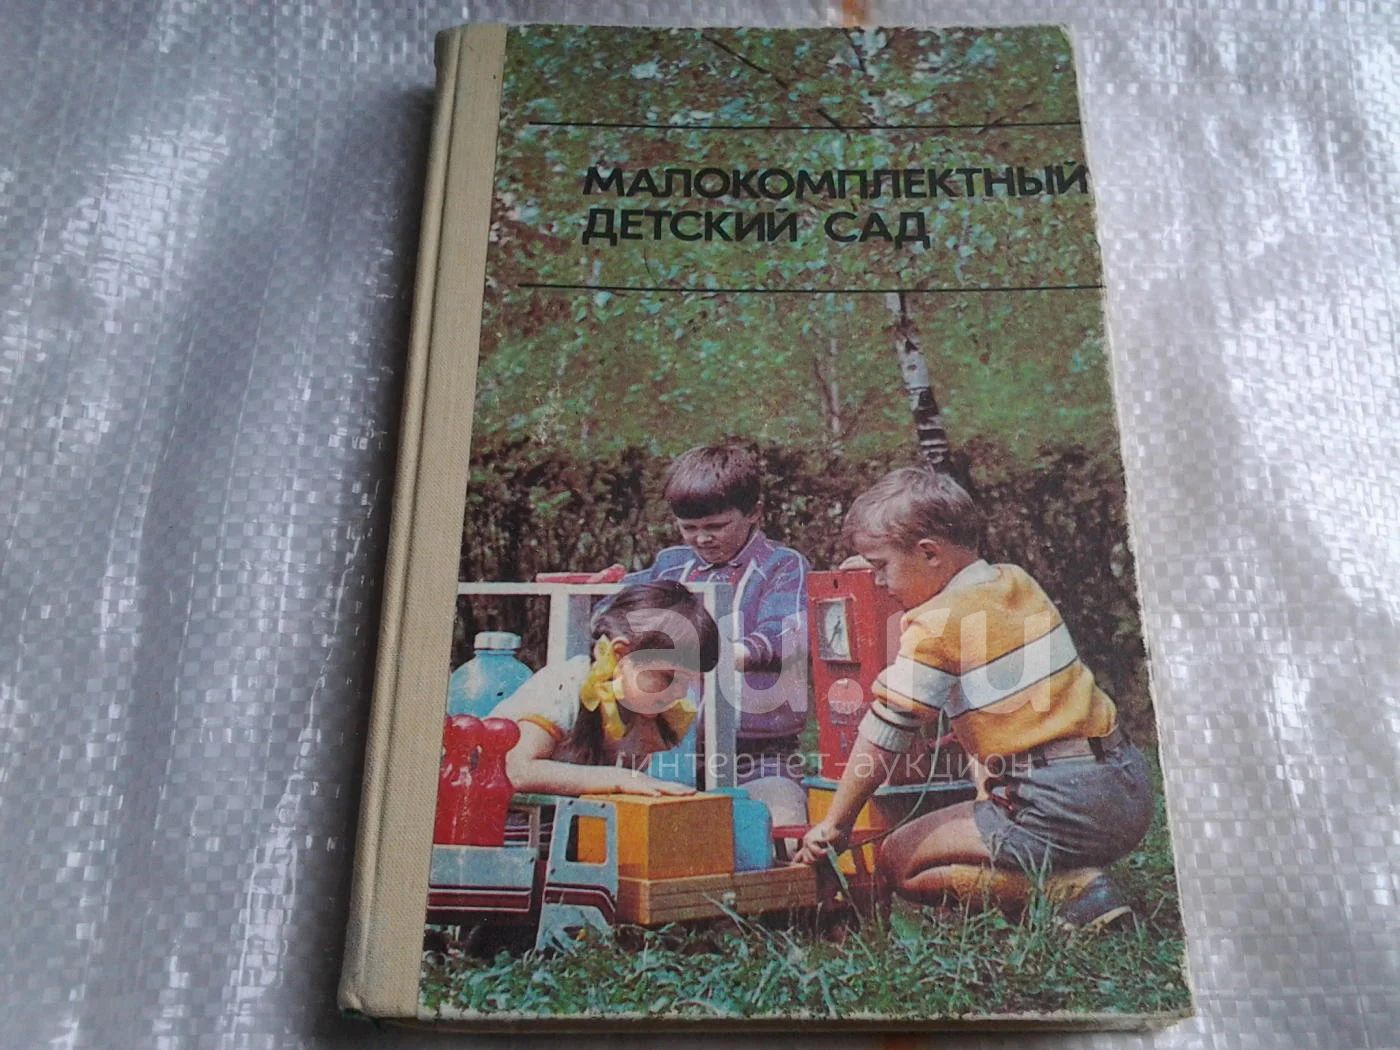 МАЛОКОМПЛЕКТНЫЙ
ДЕТСКИЙ САД
au.ru
интернет-аукцион